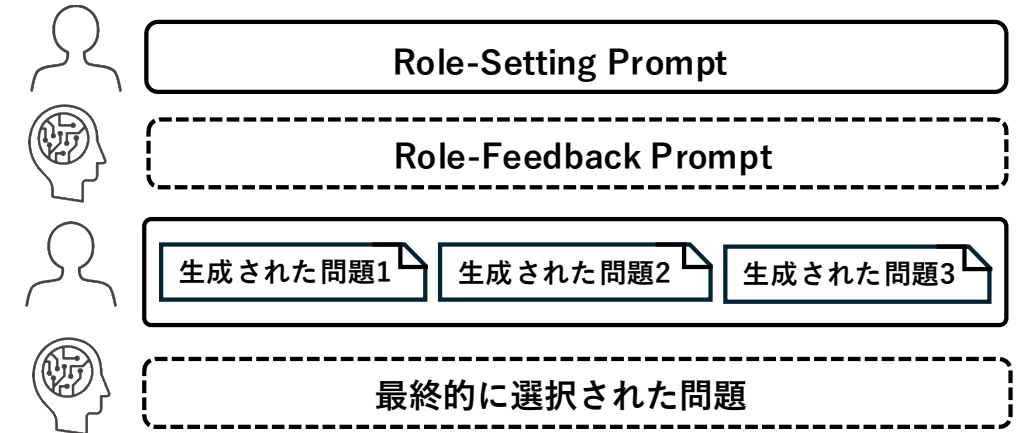 Role-Setting Prompt
Role-Feedback Prompt
生成された問題1
生成された問題2
生成された問題3
最終的に選択された問題